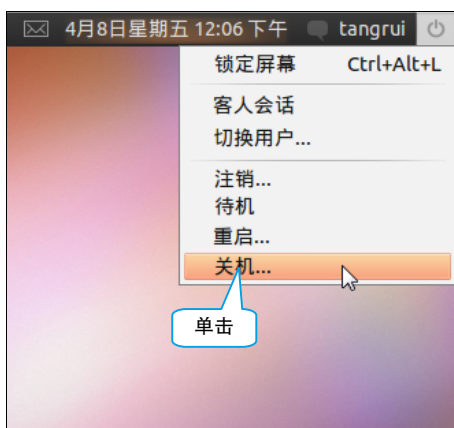 4月8日星期五 12:06 下午 tangrui
锁定屏幕 Ctrl+Alt+L
客人会话
切换用户...
注销...
待机
重启...
关机...
单击